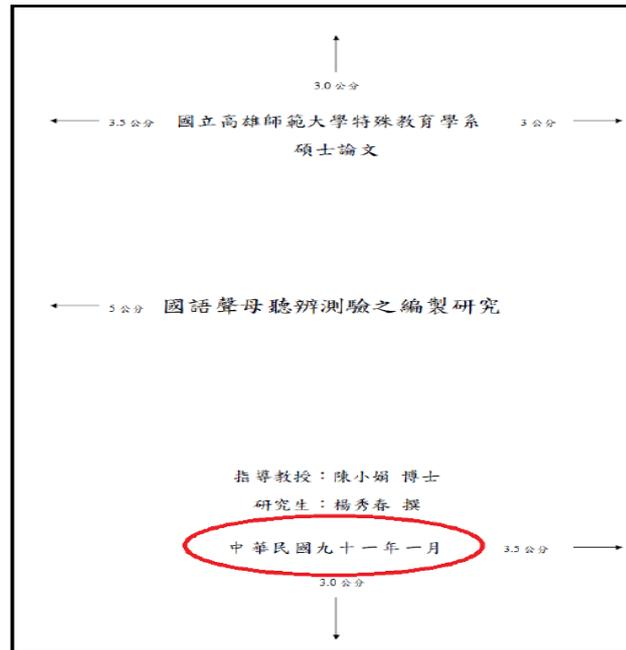 3.0 公分
3.5 公分 國立高雄師範大學特殊教育學系 3 公分
碩士論文
5 公分 國語聲母聽辨測驗之編製研究
指導教授：陳小娟 博士
研究生：楊秀春 撰
中華民國九十一年一月 3.5 公分
3.0 公分